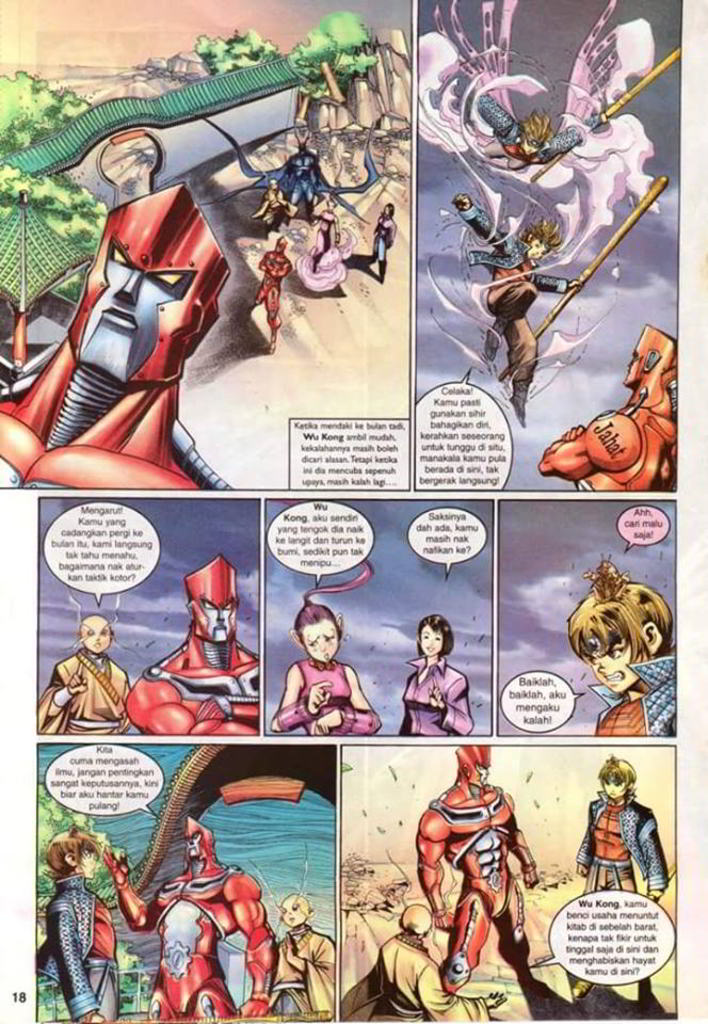 Ketika mendaki ke bulan tadi,
Wu Kong ambil mudah,
kekalahannya masih boleh
dicari alasan. Tetapi ketika
ini dia mencuba sepenuh
upaya, masih kalah lagi....
Celaka!
Kamu pasti
gunakan sihir
bahagikan diri,
kerahkan seseorang
untuk tunggu di situ,
manakala kamu pula
berada di sini, tak
bergerak langsung!
Jahat
Mengarut!
Kamu yang
cadangkan pergi ke
bulan itu, kami langsung
tak tahu menahu,
bagaimana nak atur-
kan taktik kotor?
Wu
Kong, aku sendiri
yang tengok dia naik
ke langit dan turun ke
bumi, sedikit pun tak
menipu...
Saksinya
dah ada, kamu
masih nak
nafikan ke?
Ahh,
cari malu
saja!
Baiklah,
baiklah, aku
mengaku
kalah!
Kita
cuma mengasah
ilmu, jangan pentingkan
sangat keputusannya, kini
biar aku hantar kamu
pulang!
Wu Kong, kamu
benci usaha menuntut
kitab di sebelah barat,
kenapa tak fikir untuk
tinggal saja di sini dan
menghabiskan hayat
kamu di sini?
18